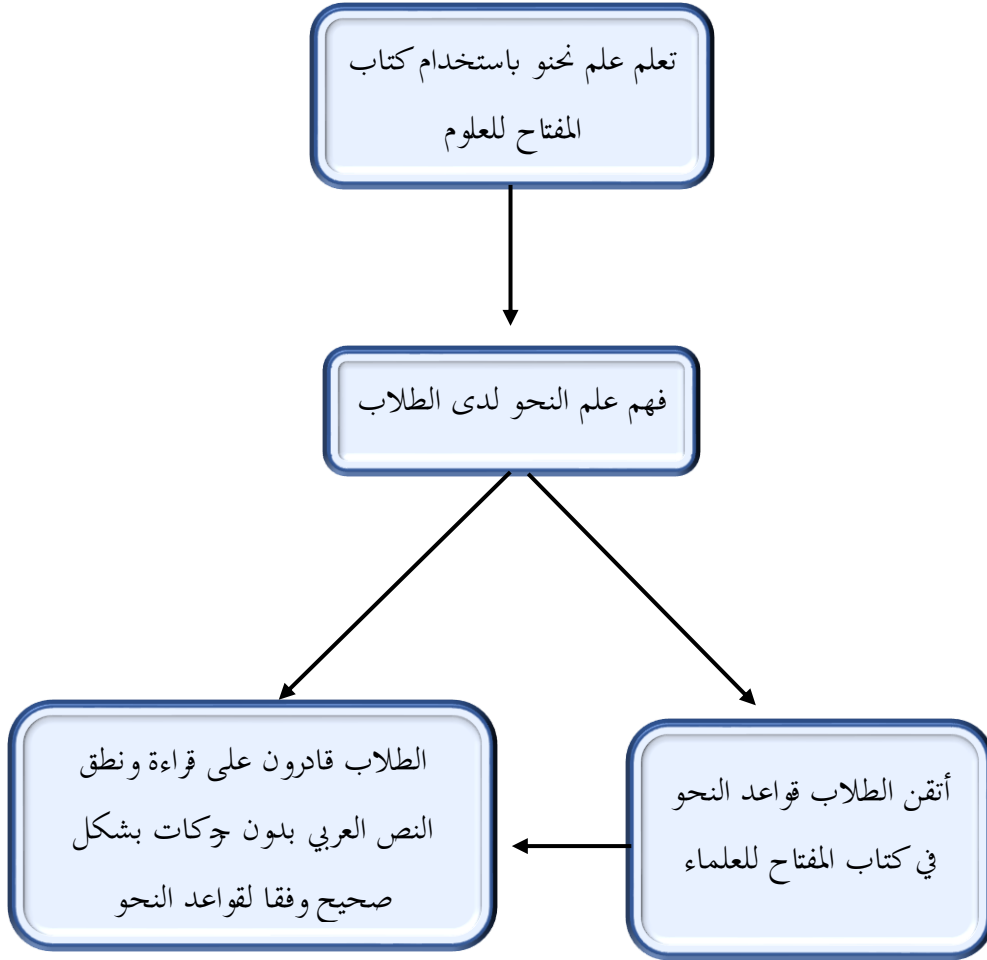 تعلم علم نحنو باستخدام كتاب
المفتاح للعلوم
فهم علم النحو لدى الطلاب
أتقن الطلاب قواعد النحو
في كتاب المفتاح للعلماء
الطلاب قادرون على قراءة ونطق
النص العربي بدون حركات بشكل
صحيح وفقا لقواعد النحو